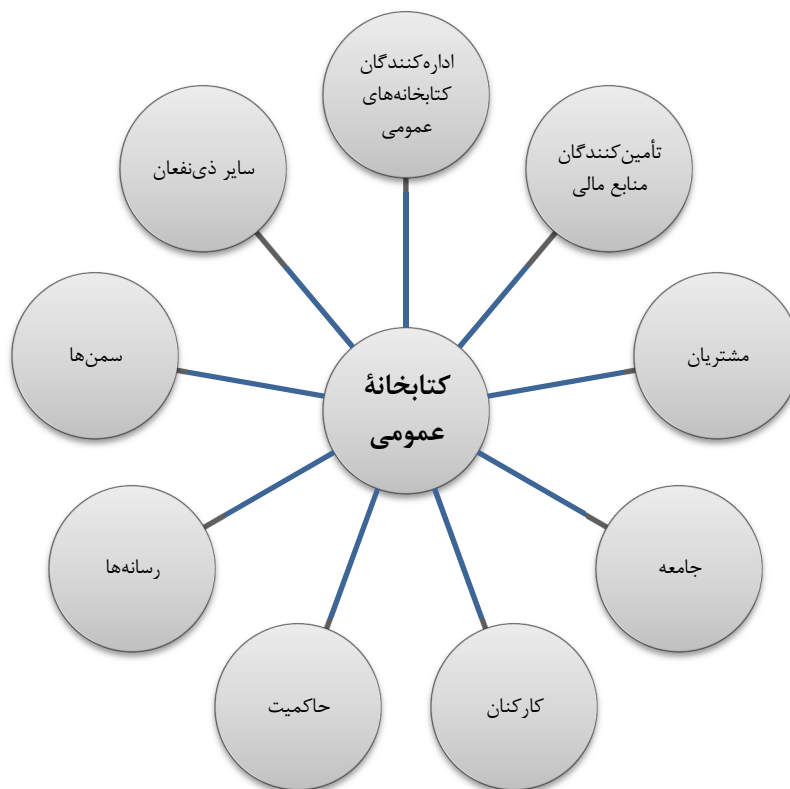 اداره‌کنندگان
کتابخانه‌های
عمومی
تأمین‌کنندگان
منابع مالی
مشتریان
جامعه
کارکنان
حاکمیت
رسانه‌ها
سمن‌ها
سایر ذی‌نفعان
کتابخانهٔ
عمومی